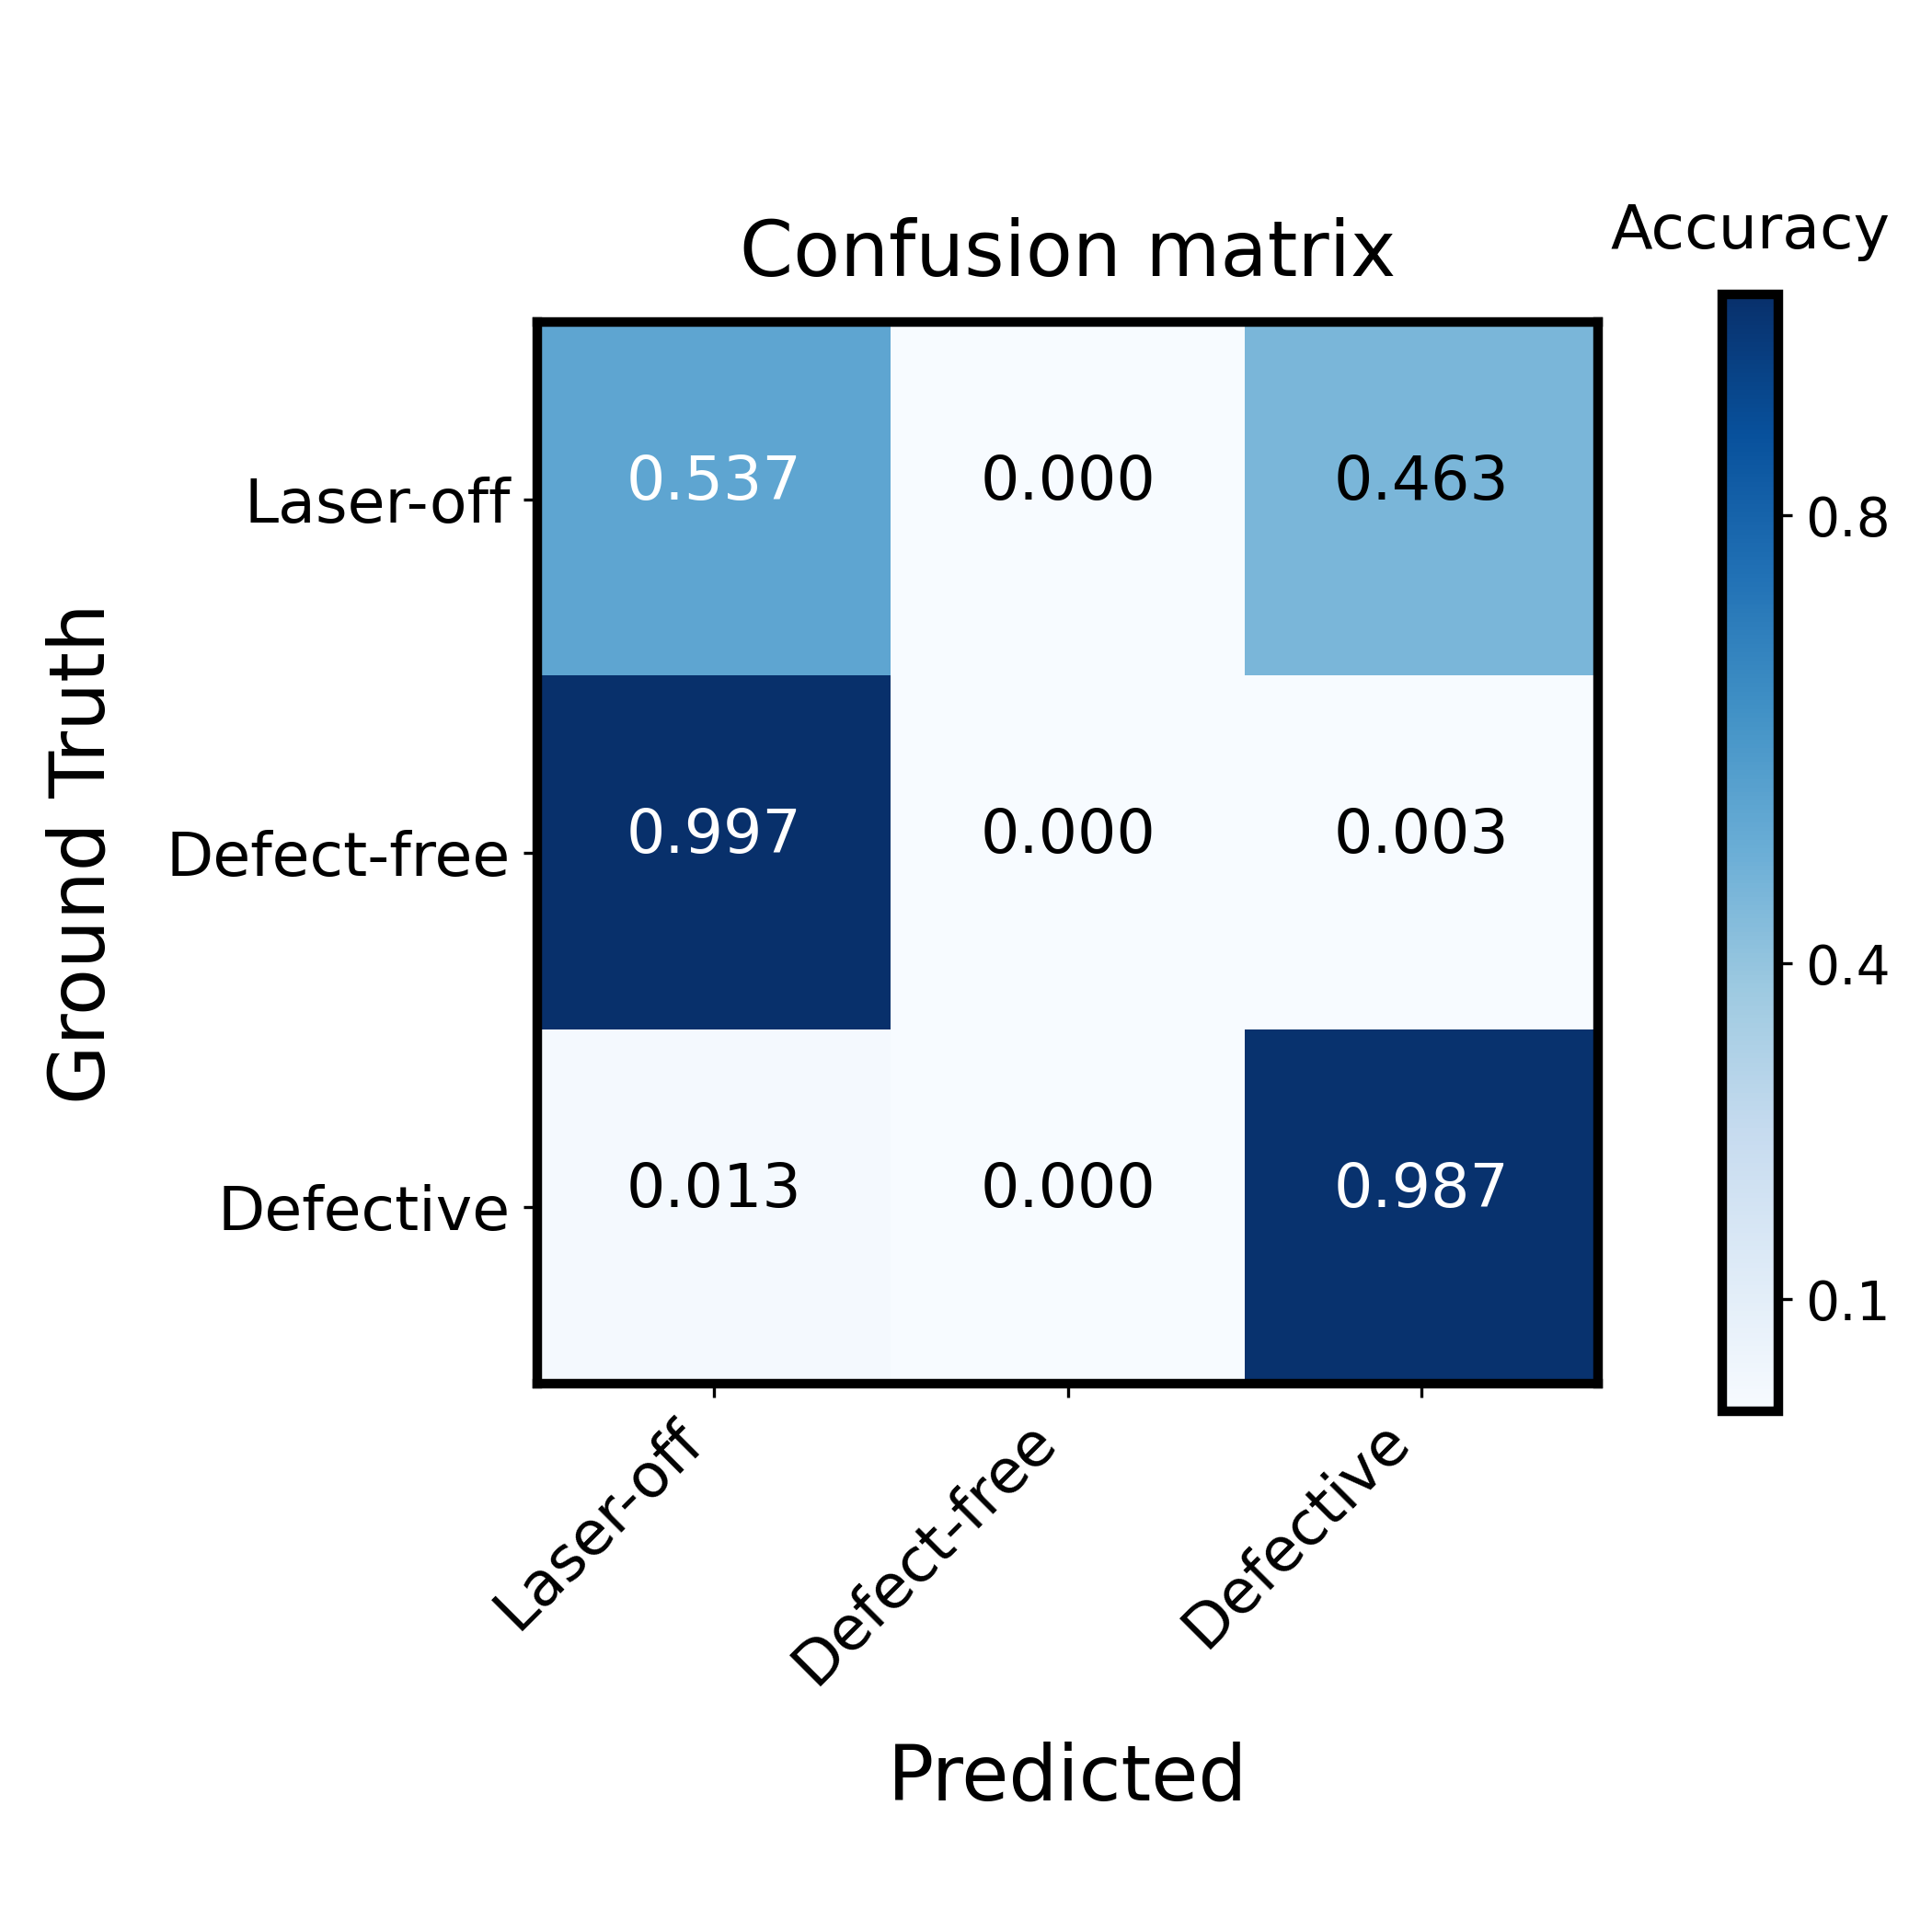 Confusion matrix
Accuracy
Ground Truth
Laser-off
0.537 0.000 0.463
Defect-free
0.997 0.000 0.003
Defective
0.013 0.000 0.987
0.8
0.4
0.1
Laser-off
Defect-free
Defective
Predicted